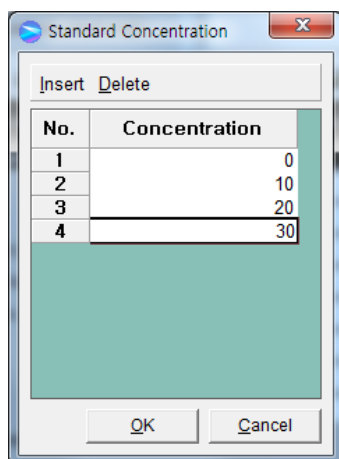 Standard Concentration
Insert Delete
No. Concentration
1 0
2 10
3 20
4 30
OK Cancel